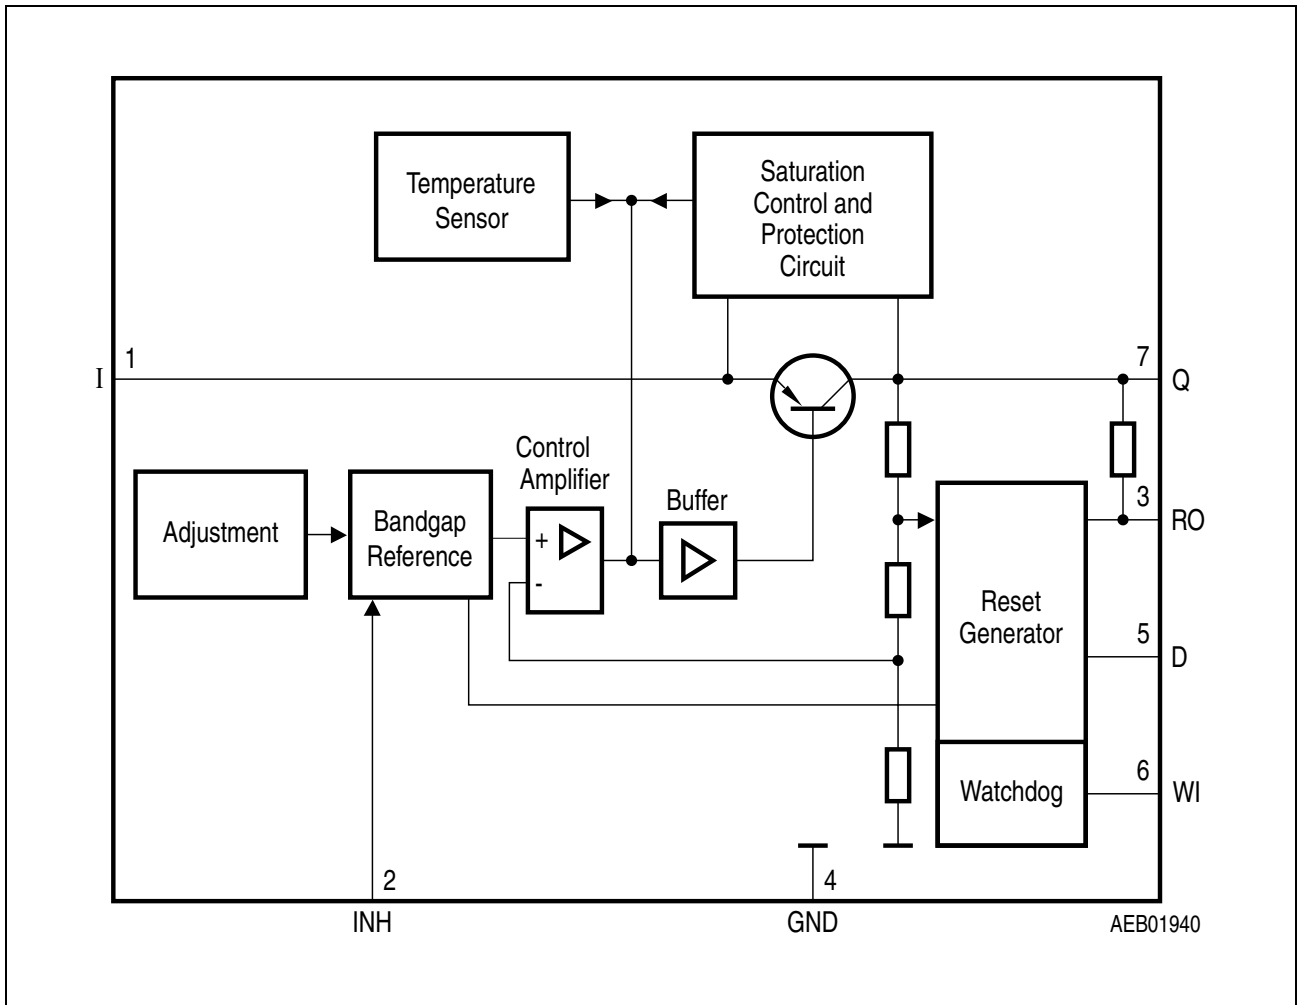 Temperature
Sensor
Saturation
Control and
Protection
Circuit
1
I
7
Q
Control
Amplifier
Buffer
Adjustment
Bandgap
Reference
+
-
3
RO
Reset
Generator
5
D
Watchdog
6
WI
2
INH
4
GND
AEB01940